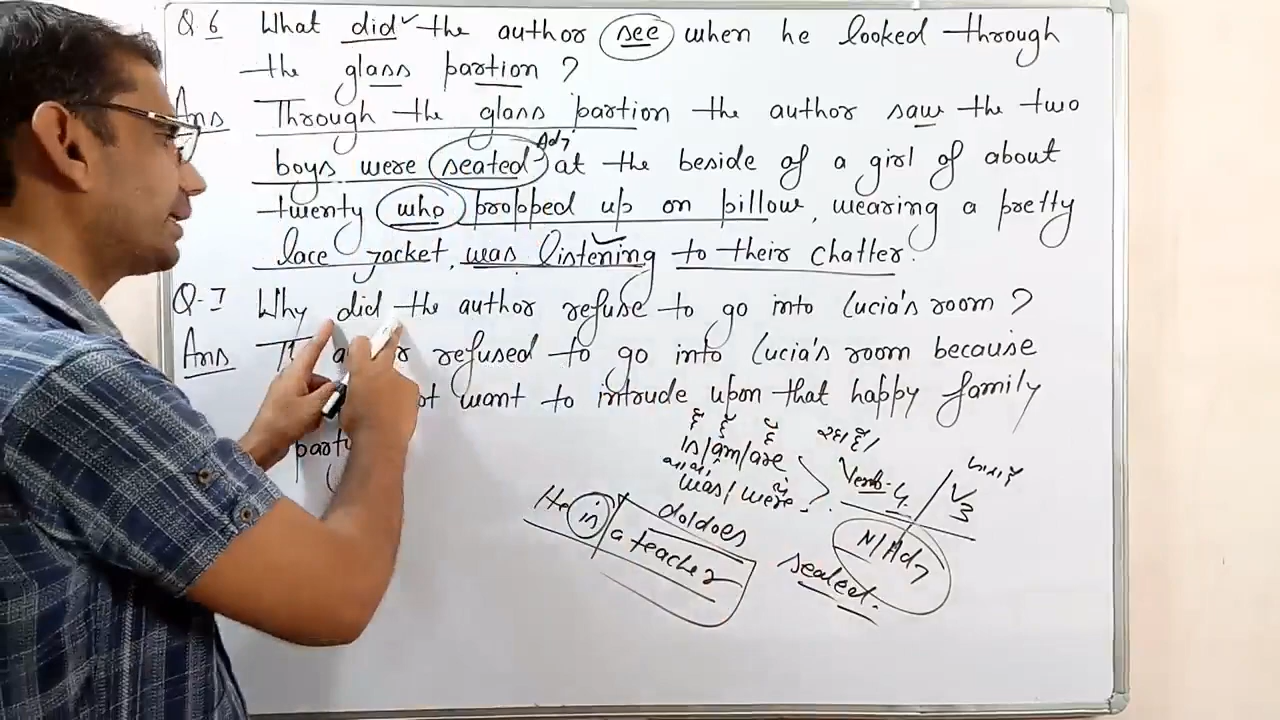 Q.6 What did the author see when he looked through
the glass partion ?
Ans Through the glass partion the author saw the two
Adj
boys were seated at the beside of a girl of about
twenty who propped up on pillow, wearing a pretty
lace jacket, was listening to their chatter.
Q-7 Why did the author refuse to go into Lucia's room ?
Ans refused to go into Lucia's room because
want to intrude upon that happy family
is/am/are
was/were
Verb-4
V3
do/does
He is a teacher
N/Adj
seated.